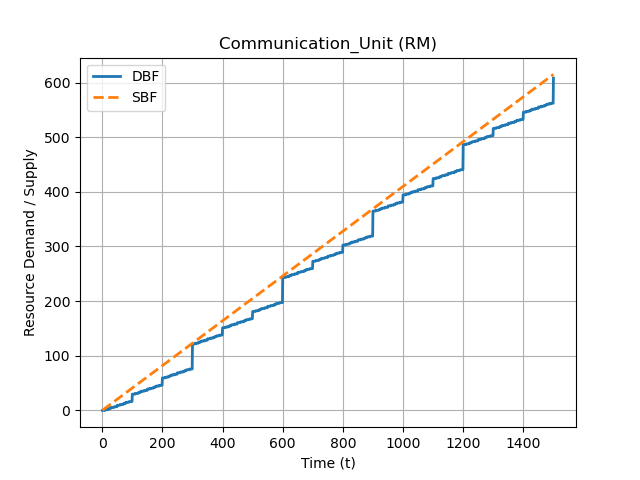 Communication_Unit (RM)
DBF
SBF
Resource Demand / Supply
600
500
400
300
200
100
0
0 200 400 600 800 1000 1200 1400
Time (t)